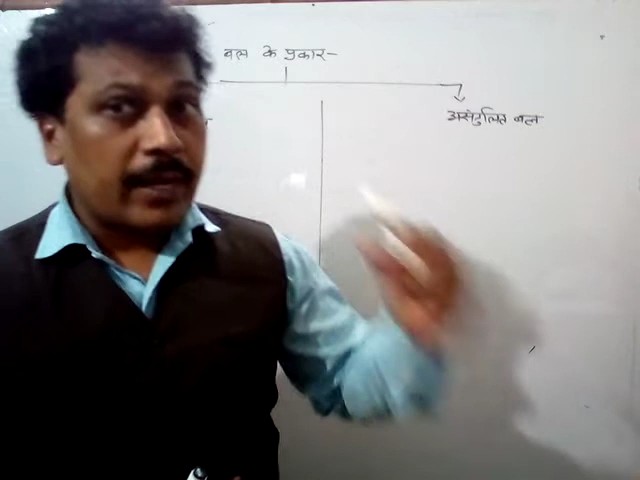 बल के प्रकार-
असंतुलित बल